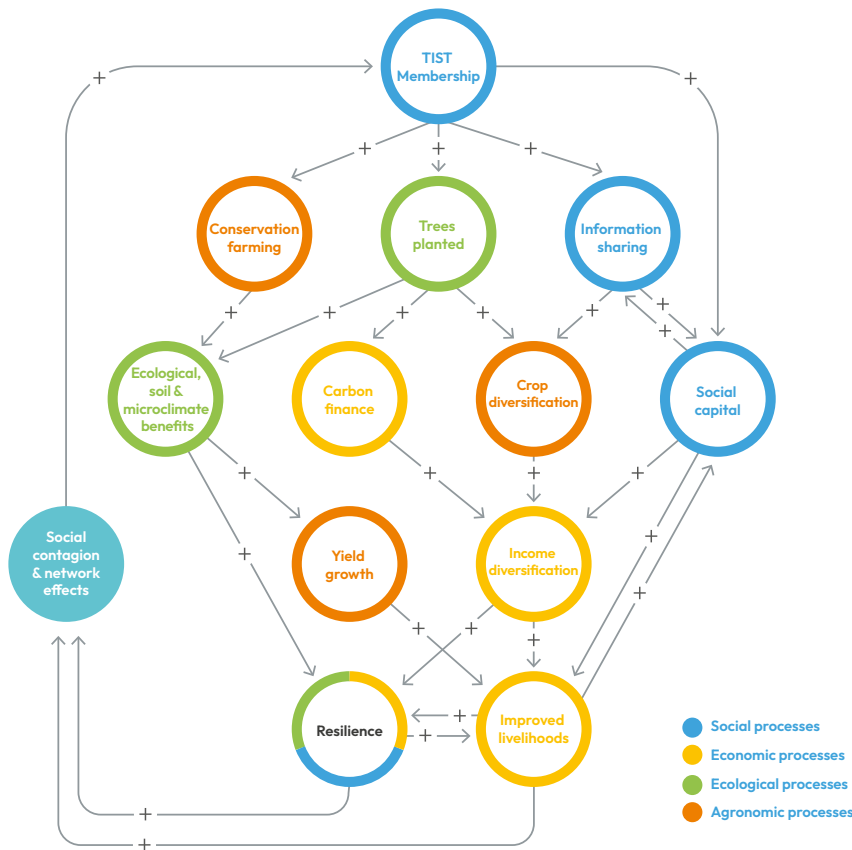 TIST
Membership
+
+
+
+
+
Conservation
farming
Trees
planted
Information
sharing
+
+
+
+
+
+
+
Ecological,
soil &
microclimate
benefits
Carbon
finance
Crop
diversification
Social
capital
+
+
+
+
Social
contagion
& network
effects
+
Yield
growth
Income
diversification
+
+
+
+
+
Resilience
+
+
Improved
livelihoods
Social processes
Economic processes
Ecological processes
Agronomic processes
+
+